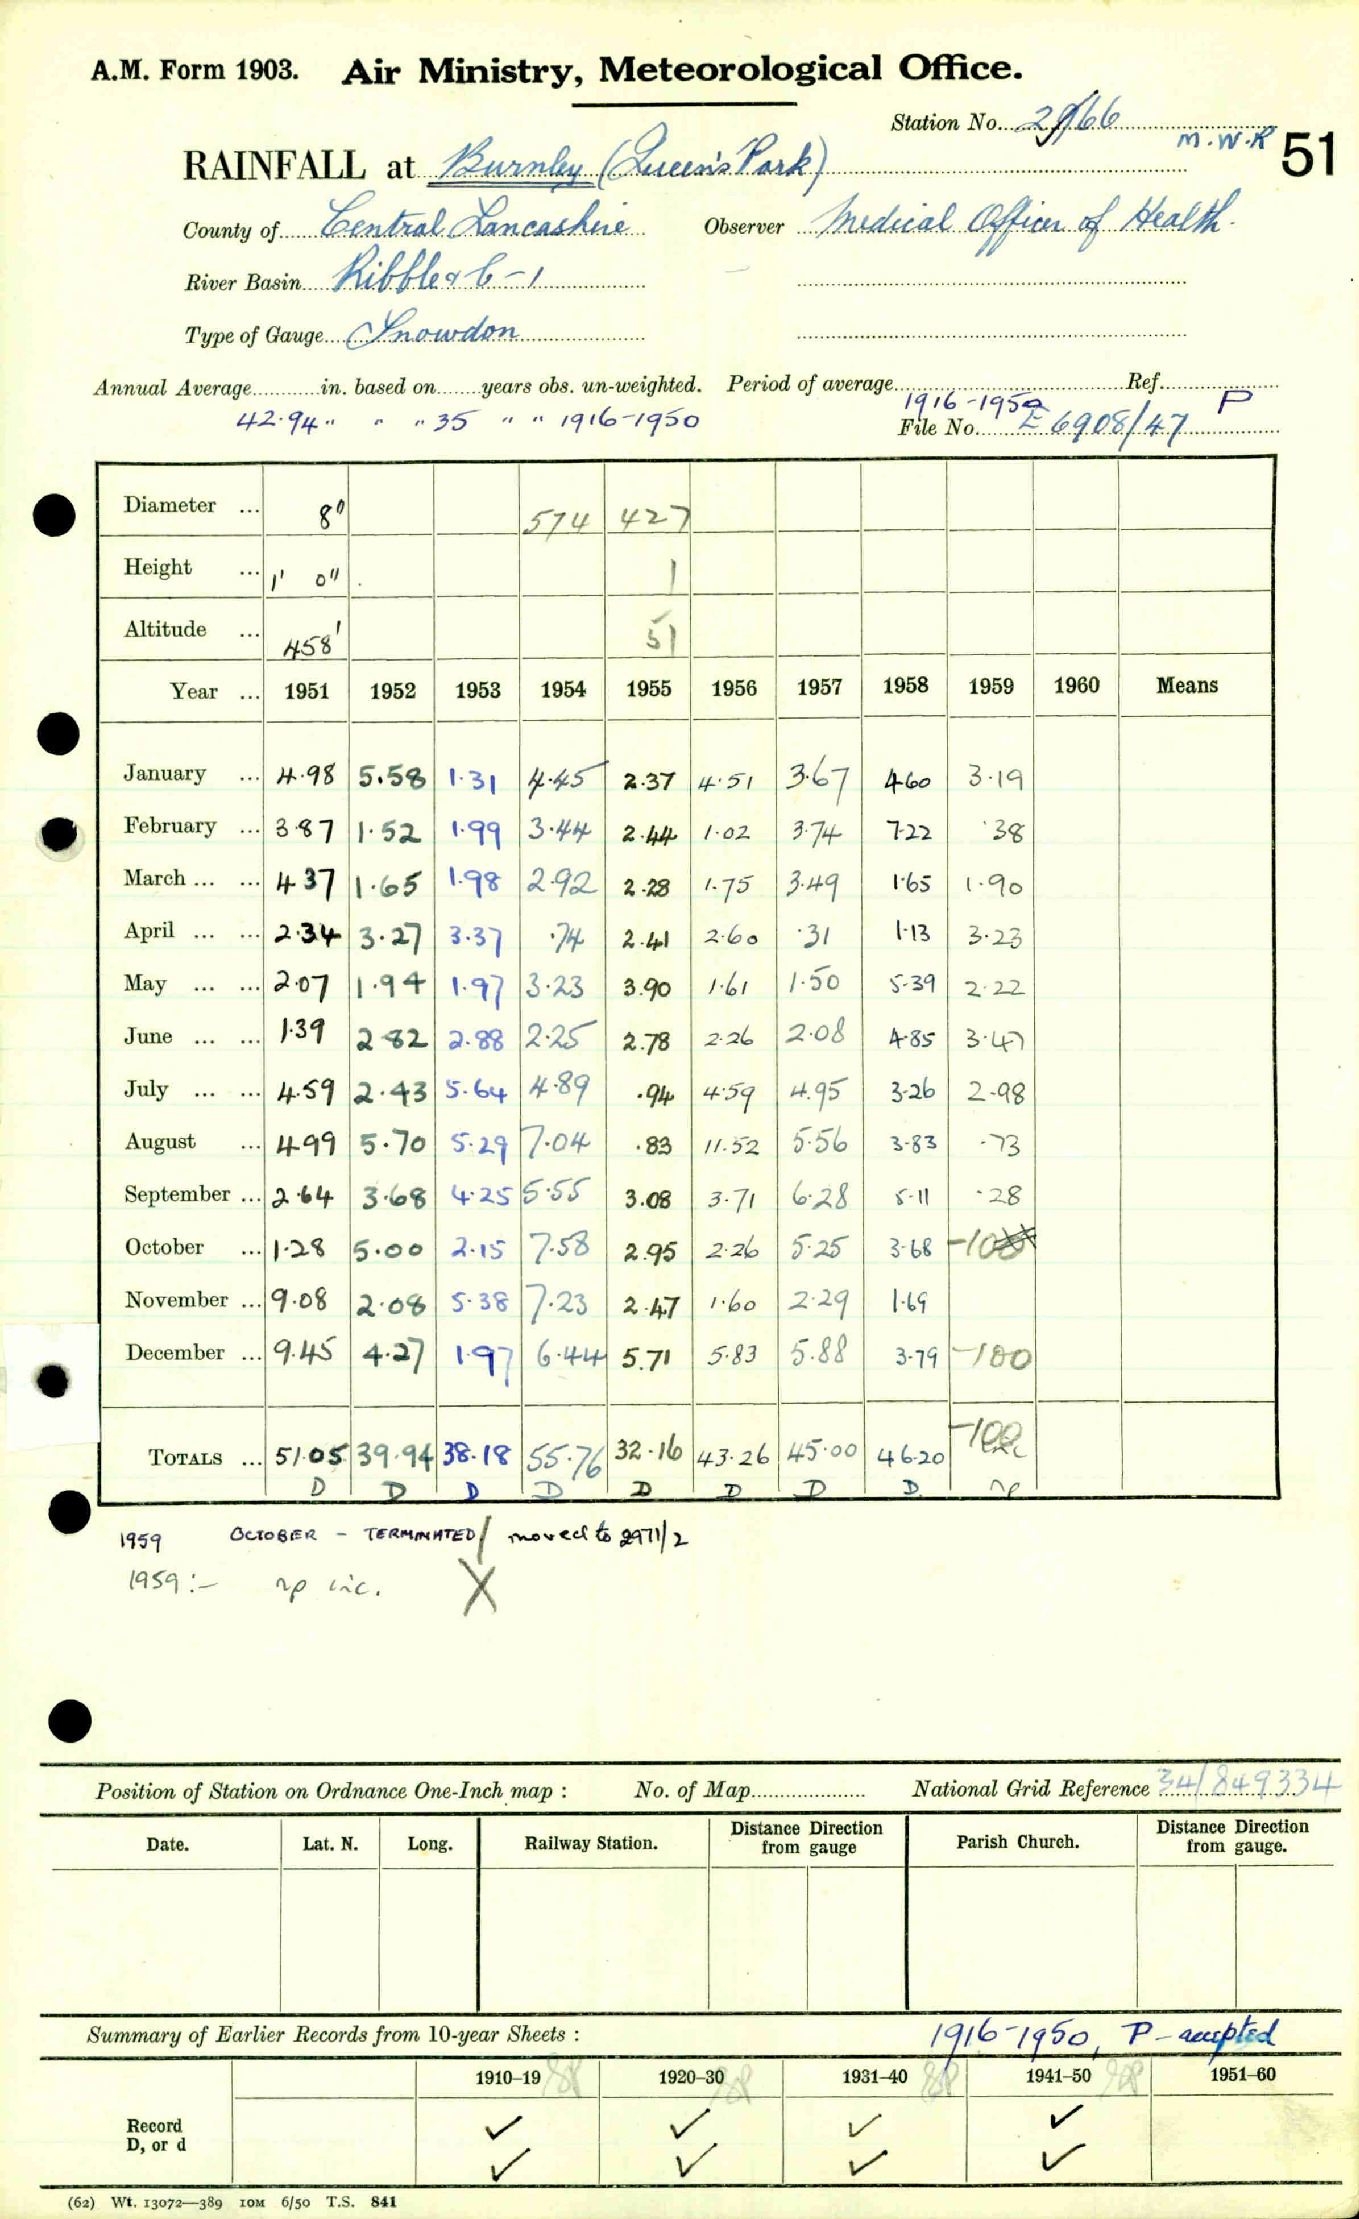 A.M. Form 1903. Air Ministry, Meteorological Office.
Station No. 2966
M.W.R 51
RAINFALL at Burnley (Queen's Park)
County of Central Lancashire Observer Medical Officer of Health.
River Basin Ribble & C-1
Type of Gauge Snowdon
Annual Average in. based on years obs. un-weighted. Period of average 1916-1950 Ref. P
42.94 " " " 35 " " 1916-1950
File No. E 6908/47
Diameter ... 8" 574 427
Height ... 1' 0" 1
Altitude ... 458' 51
Year ... 1951 1952 1953 1954 1955 1956 1957 1958 1959 1960 Means
January ... 4.98 5.58 1.31 4.45 2.37 4.51 3.67 4.60 3.19
February ... 3.87 1.52 1.99 3.44 2.44 1.02 3.74 7.22 .38
March ... ... 4.37 1.65 1.98 2.92 2.28 1.75 3.49 1.65 1.90
April ... ... 2.34 3.27 3.37 .74 2.41 2.60 .31 1.13 3.23
May ... ... 2.07 1.94 1.97 3.23 3.90 1.61 1.50 5.39 2.22
June ... ... 1.39 2.82 2.88 2.25 2.78 2.26 2.08 4.85 3.47
July ... ... 4.59 2.43 5.64 4.89 .94 4.59 4.95 3.26 2.98
August ... 4.99 5.70 5.29 7.04 .83 11.52 5.56 3.83 .73
September ... 2.64 3.68 4.25 5.55 3.08 3.71 6.28 5.11 .28
October ... 1.28 5.00 2.15 7.58 2.95 2.26 5.25 3.68 -100
November ... 9.08 2.08 5.38 7.23 2.47 1.60 2.29 1.69
December ... 9.45 4.27 1.97 6.44 5.71 5.83 5.88 3.79 -100
TOTALS ... 51.05 39.94 38.18 55.76 32.16 43.26 45.00 46.20 -100
D D D D D D D D np
1959 OCTOBER - TERMINATED / moved to 2971/2
1959:- np inc. X
Position of Station on Ordnance One-Inch map : No. of Map National Grid Reference 34/849334
Date. Lat. N. Long. Railway Station. Distance Direction from gauge Parish Church. Distance Direction from gauge.
Summary of Earlier Records from 10-year Sheets : 1916-1950, P - accepted
1910–19 1920–30 1931–40 1941–50 1951–60
Record ✓ ✓ ✓ ✓
D, or d ✓ ✓ ✓ ✓
(62) Wt. 13072—389 10M 6/50 T.S. 841